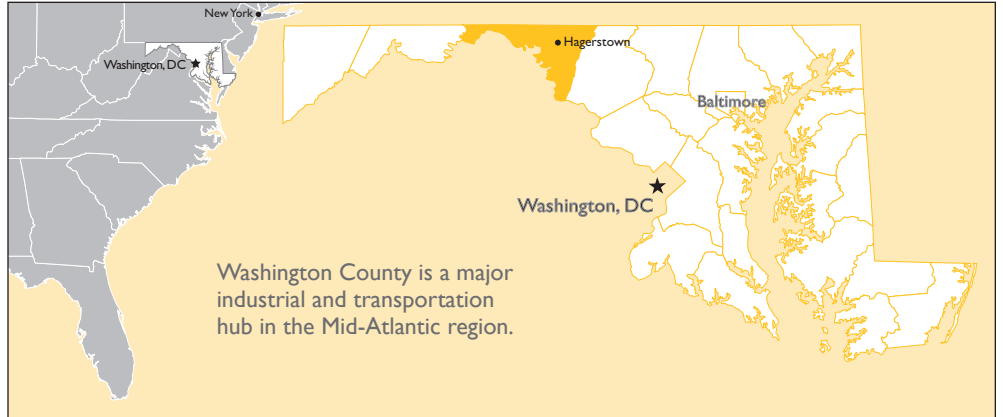 New York
Washington, DC
Hagerstown
Baltimore
Washington, DC
Washington County is a major
industrial and transportation
hub in the Mid-Atlantic region.